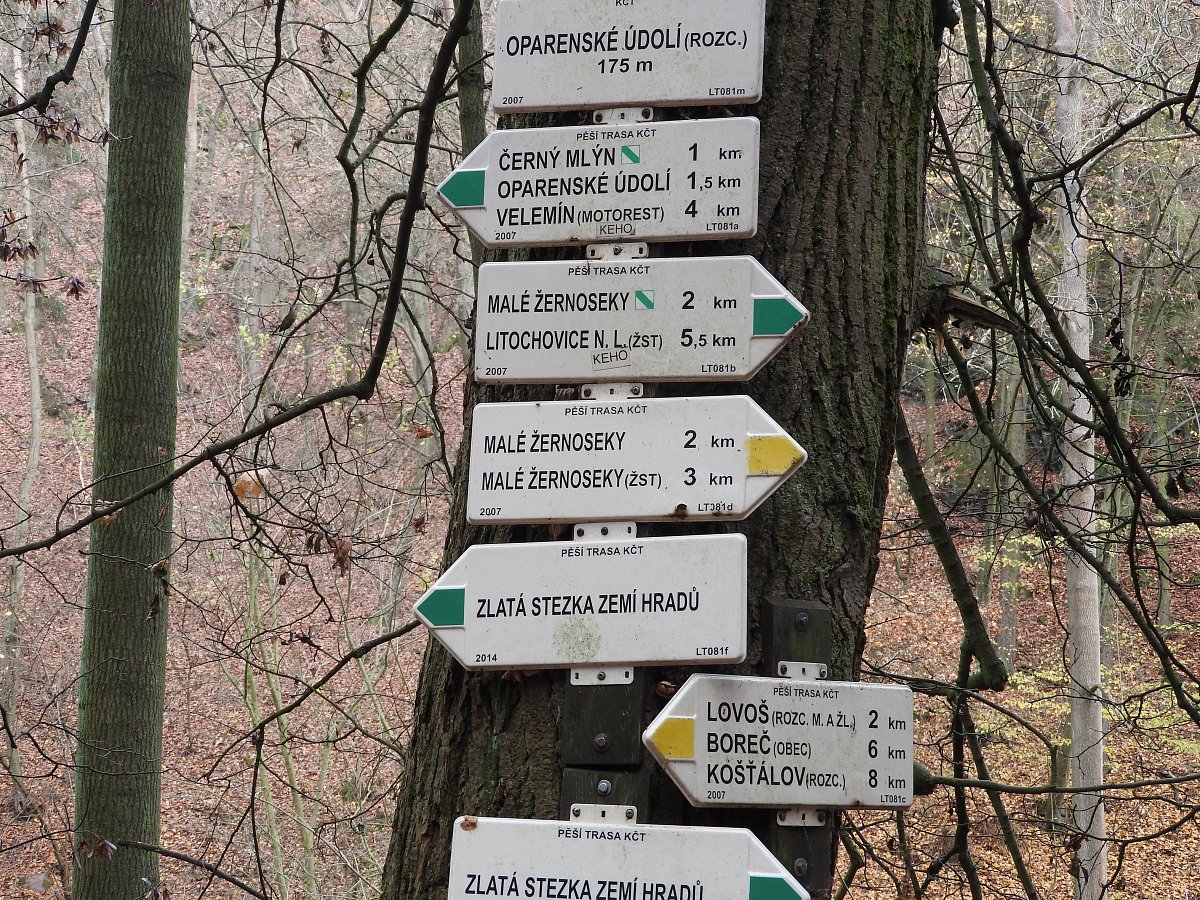 KČT
OPARENSKÉ ÚDOLÍ (ROZC.)
175 m
2007 LT081m
PĚŠÍ TRASA KČT
ČERNÝ MLÝN 1 km
OPARENSKÉ ÚDOLÍ 1,5 km
VELEMÍN (MOTOREST) 4 km
2007 KEHO LT081a
PĚŠÍ TRASA KČT
MALÉ ŽERNOSEKY 2 km
LITOCHOVICE N. L. (ŽST) 5,5 km
KEHO
2007 LT081b
PĚŠÍ TRASA KČT
MALÉ ŽERNOSEKY 2 km
MALÉ ŽERNOSEKY (ŽST) 3 km
2007 LT081d
PĚŠÍ TRASA KČT
ZLATÁ STEZKA ZEMÍ HRADŮ
2014 LT081f
PĚŠÍ TRASA KČT
LOVOŠ (ROZC. M. A ŽL.) 2 km
BOREČ (OBEC) 6 km
KOŠŤÁLOV (ROZC.) 8 km
2007 LT081c
PĚŠÍ TRASA KČT
ZLATÁ STEZKA ZEMÍ HRADŮ